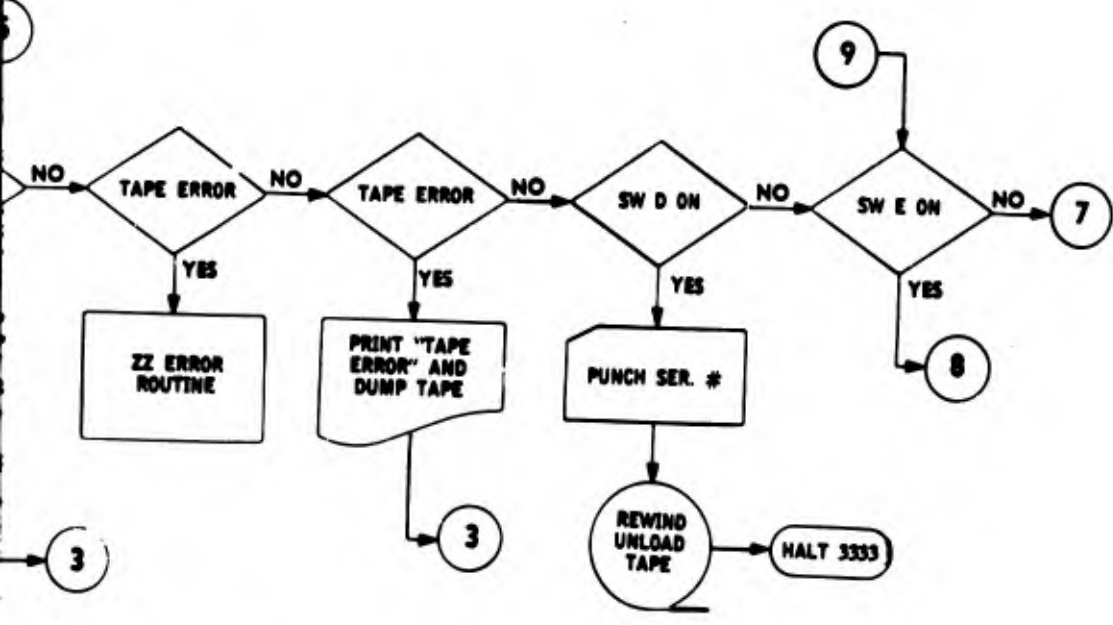 9
NO
TAPE ERROR
NO
TAPE ERROR
NO
SW D ON
NO
SW E ON
NO
7
YES
YES
YES
YES
ZZ ERROR
ROUTINE
PRINT "TAPE
ERROR" AND
DUMP TAPE
PUNCH SER. #
8
3
3
REWIND
UNLOAD
TAPE
HALT 3333